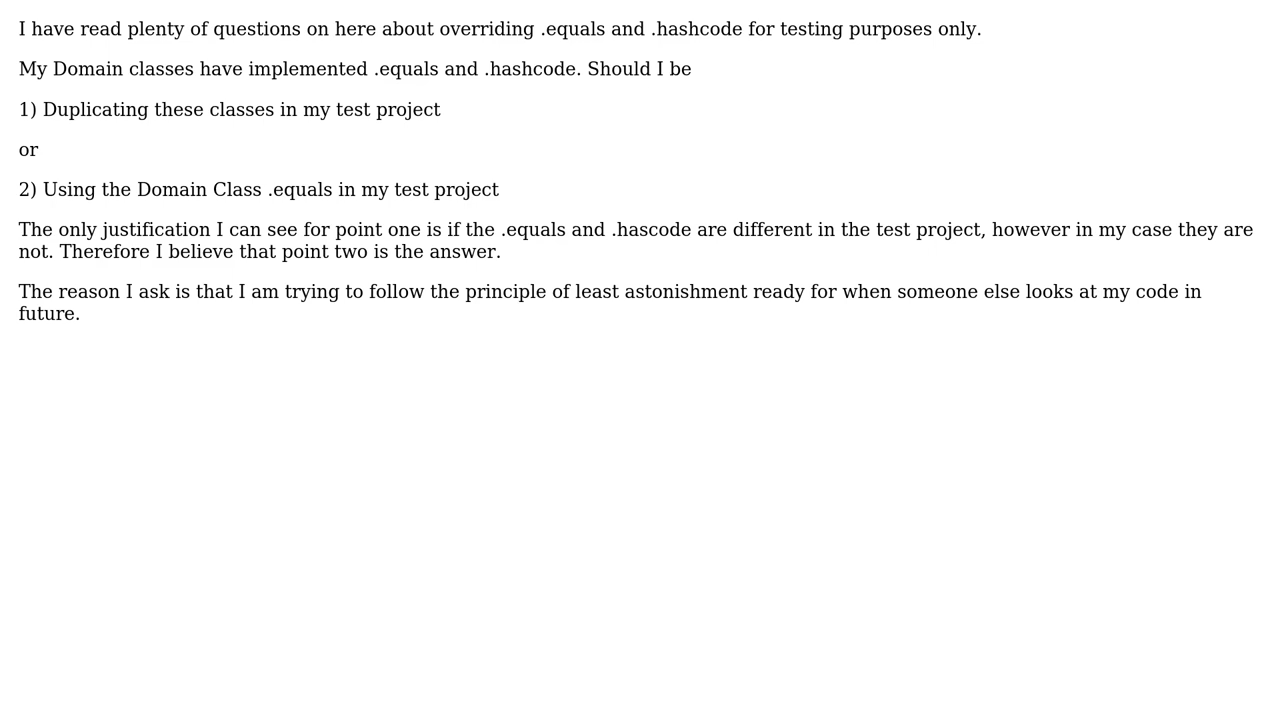 I have read plenty of questions on here about overriding .equals and .hashcode for testing purposes only.
My Domain classes have implemented .equals and .hashcode. Should I be
1) Duplicating these classes in my test project
or
2) Using the Domain Class .equals in my test project
The only justification I can see for point one is if the .equals and .hascode are different in the test project, however in my case they are
not. Therefore I believe that point two is the answer.
The reason I ask is that I am trying to follow the principle of least astonishment ready for when someone else looks at my code in
future.